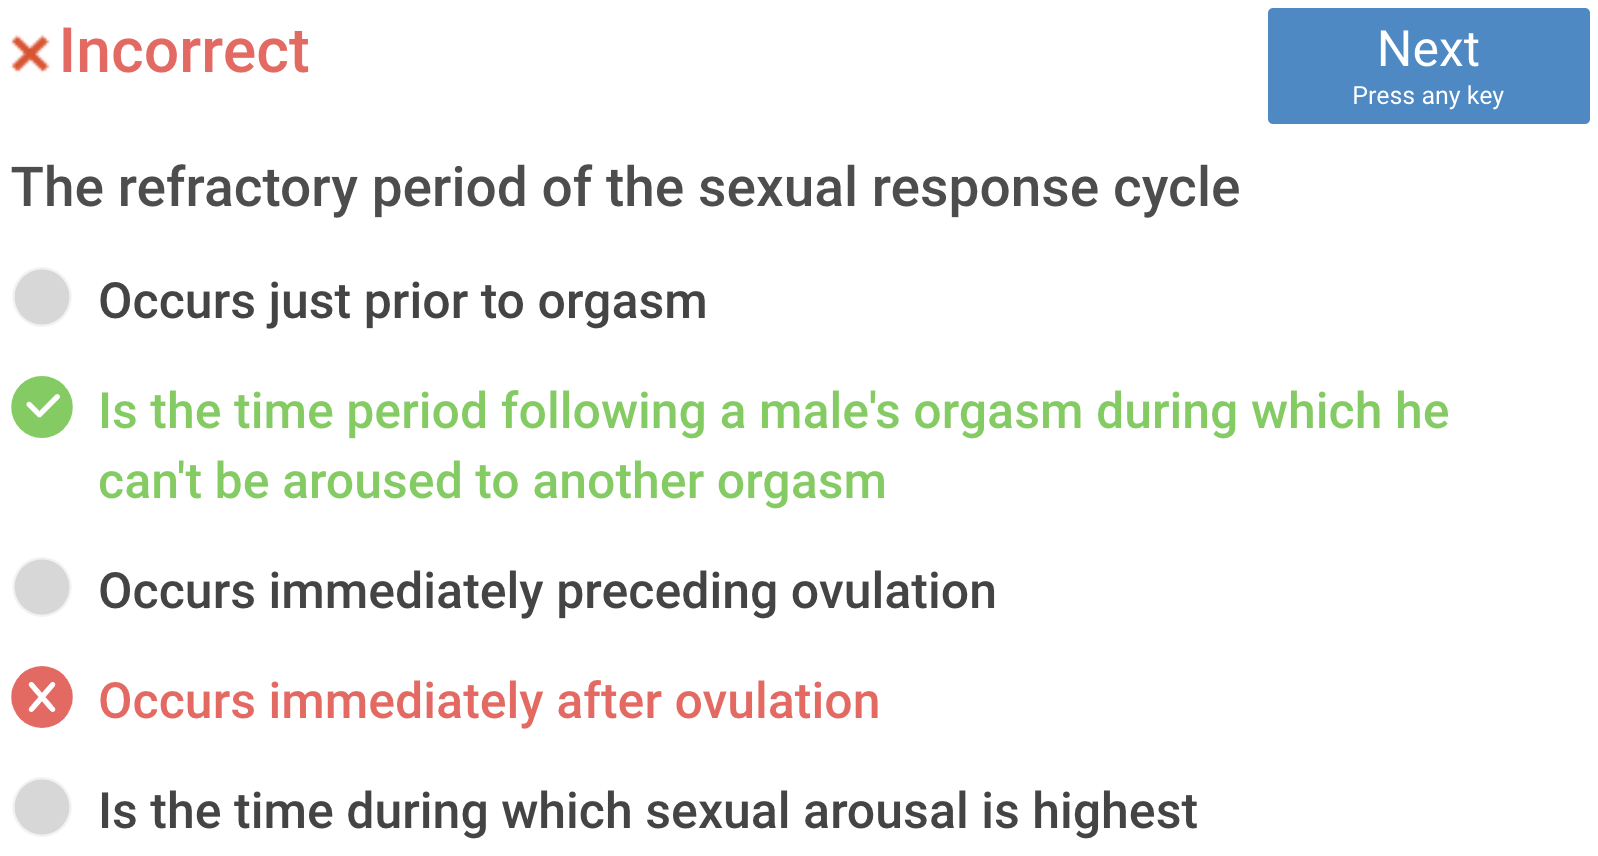 Incorrect
Next
Press any key
The refractory period of the sexual response cycle
Occurs just prior to orgasm
Is the time period following a male's orgasm during which he
can't be aroused to another orgasm
Occurs immediately preceding ovulation
Occurs immediately after ovulation
Is the time during which sexual arousal is highest